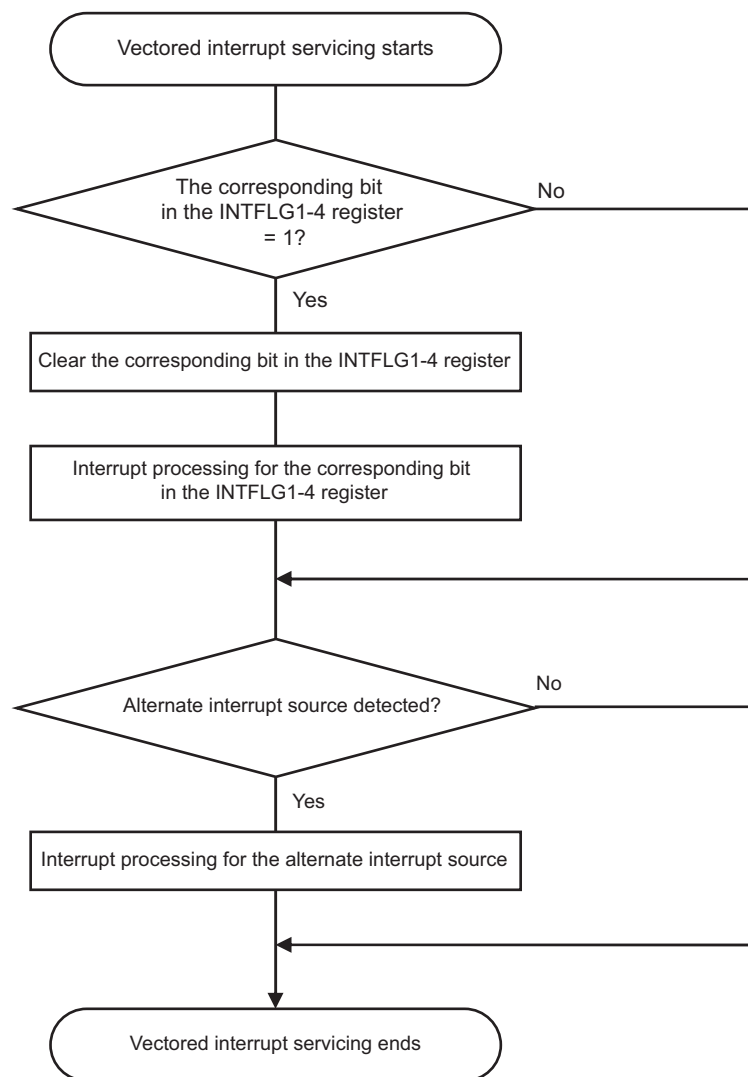 Vectored interrupt servicing starts
The corresponding bit
in the INTFLG1-4 register
= 1?
No
Yes
Clear the corresponding bit in the INTFLG1-4 register
Interrupt processing for the corresponding bit
in the INTFLG1-4 register
Alternate interrupt source detected?
No
Yes
Interrupt processing for the alternate interrupt source
Vectored interrupt servicing ends